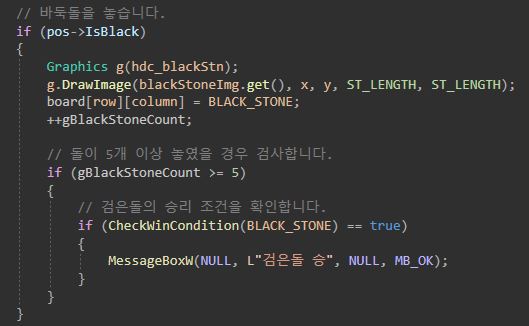 // 바둑돌을 놓습니다.
if (pos->IsBlack)
{
    Graphics g(hdc_blackStn);
    g.DrawImage(blackStoneImg.get(), x, y, ST_LENGTH, ST_LENGTH);
    board[row][column] = BLACK_STONE;
    ++gBlackStoneCount;

    // 돌이 5개 이상 놓였을 경우 검사합니다.
    if (gBlackStoneCount >= 5)
    {
        // 검은돌의 승리 조건을 확인합니다.
        if (CheckWinCondition(BLACK_STONE) == true)
        {
            MessageBoxW(NULL, L"검은돌 승", NULL, MB_OK);
        }
    }
}